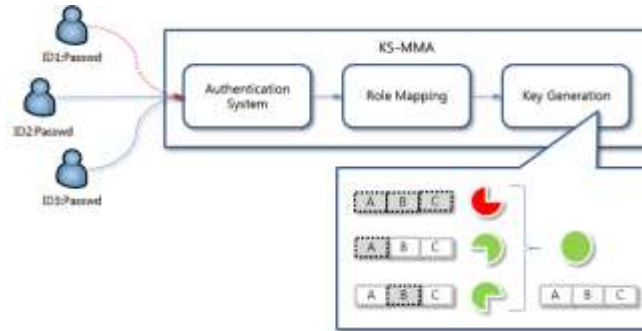 ID1:Passwd
ID2:Passwd
ID3:Passwd
KS-MMA
Authentication
System
Role Mapping
Key Generation
A B C
A B C
A B C
A B C